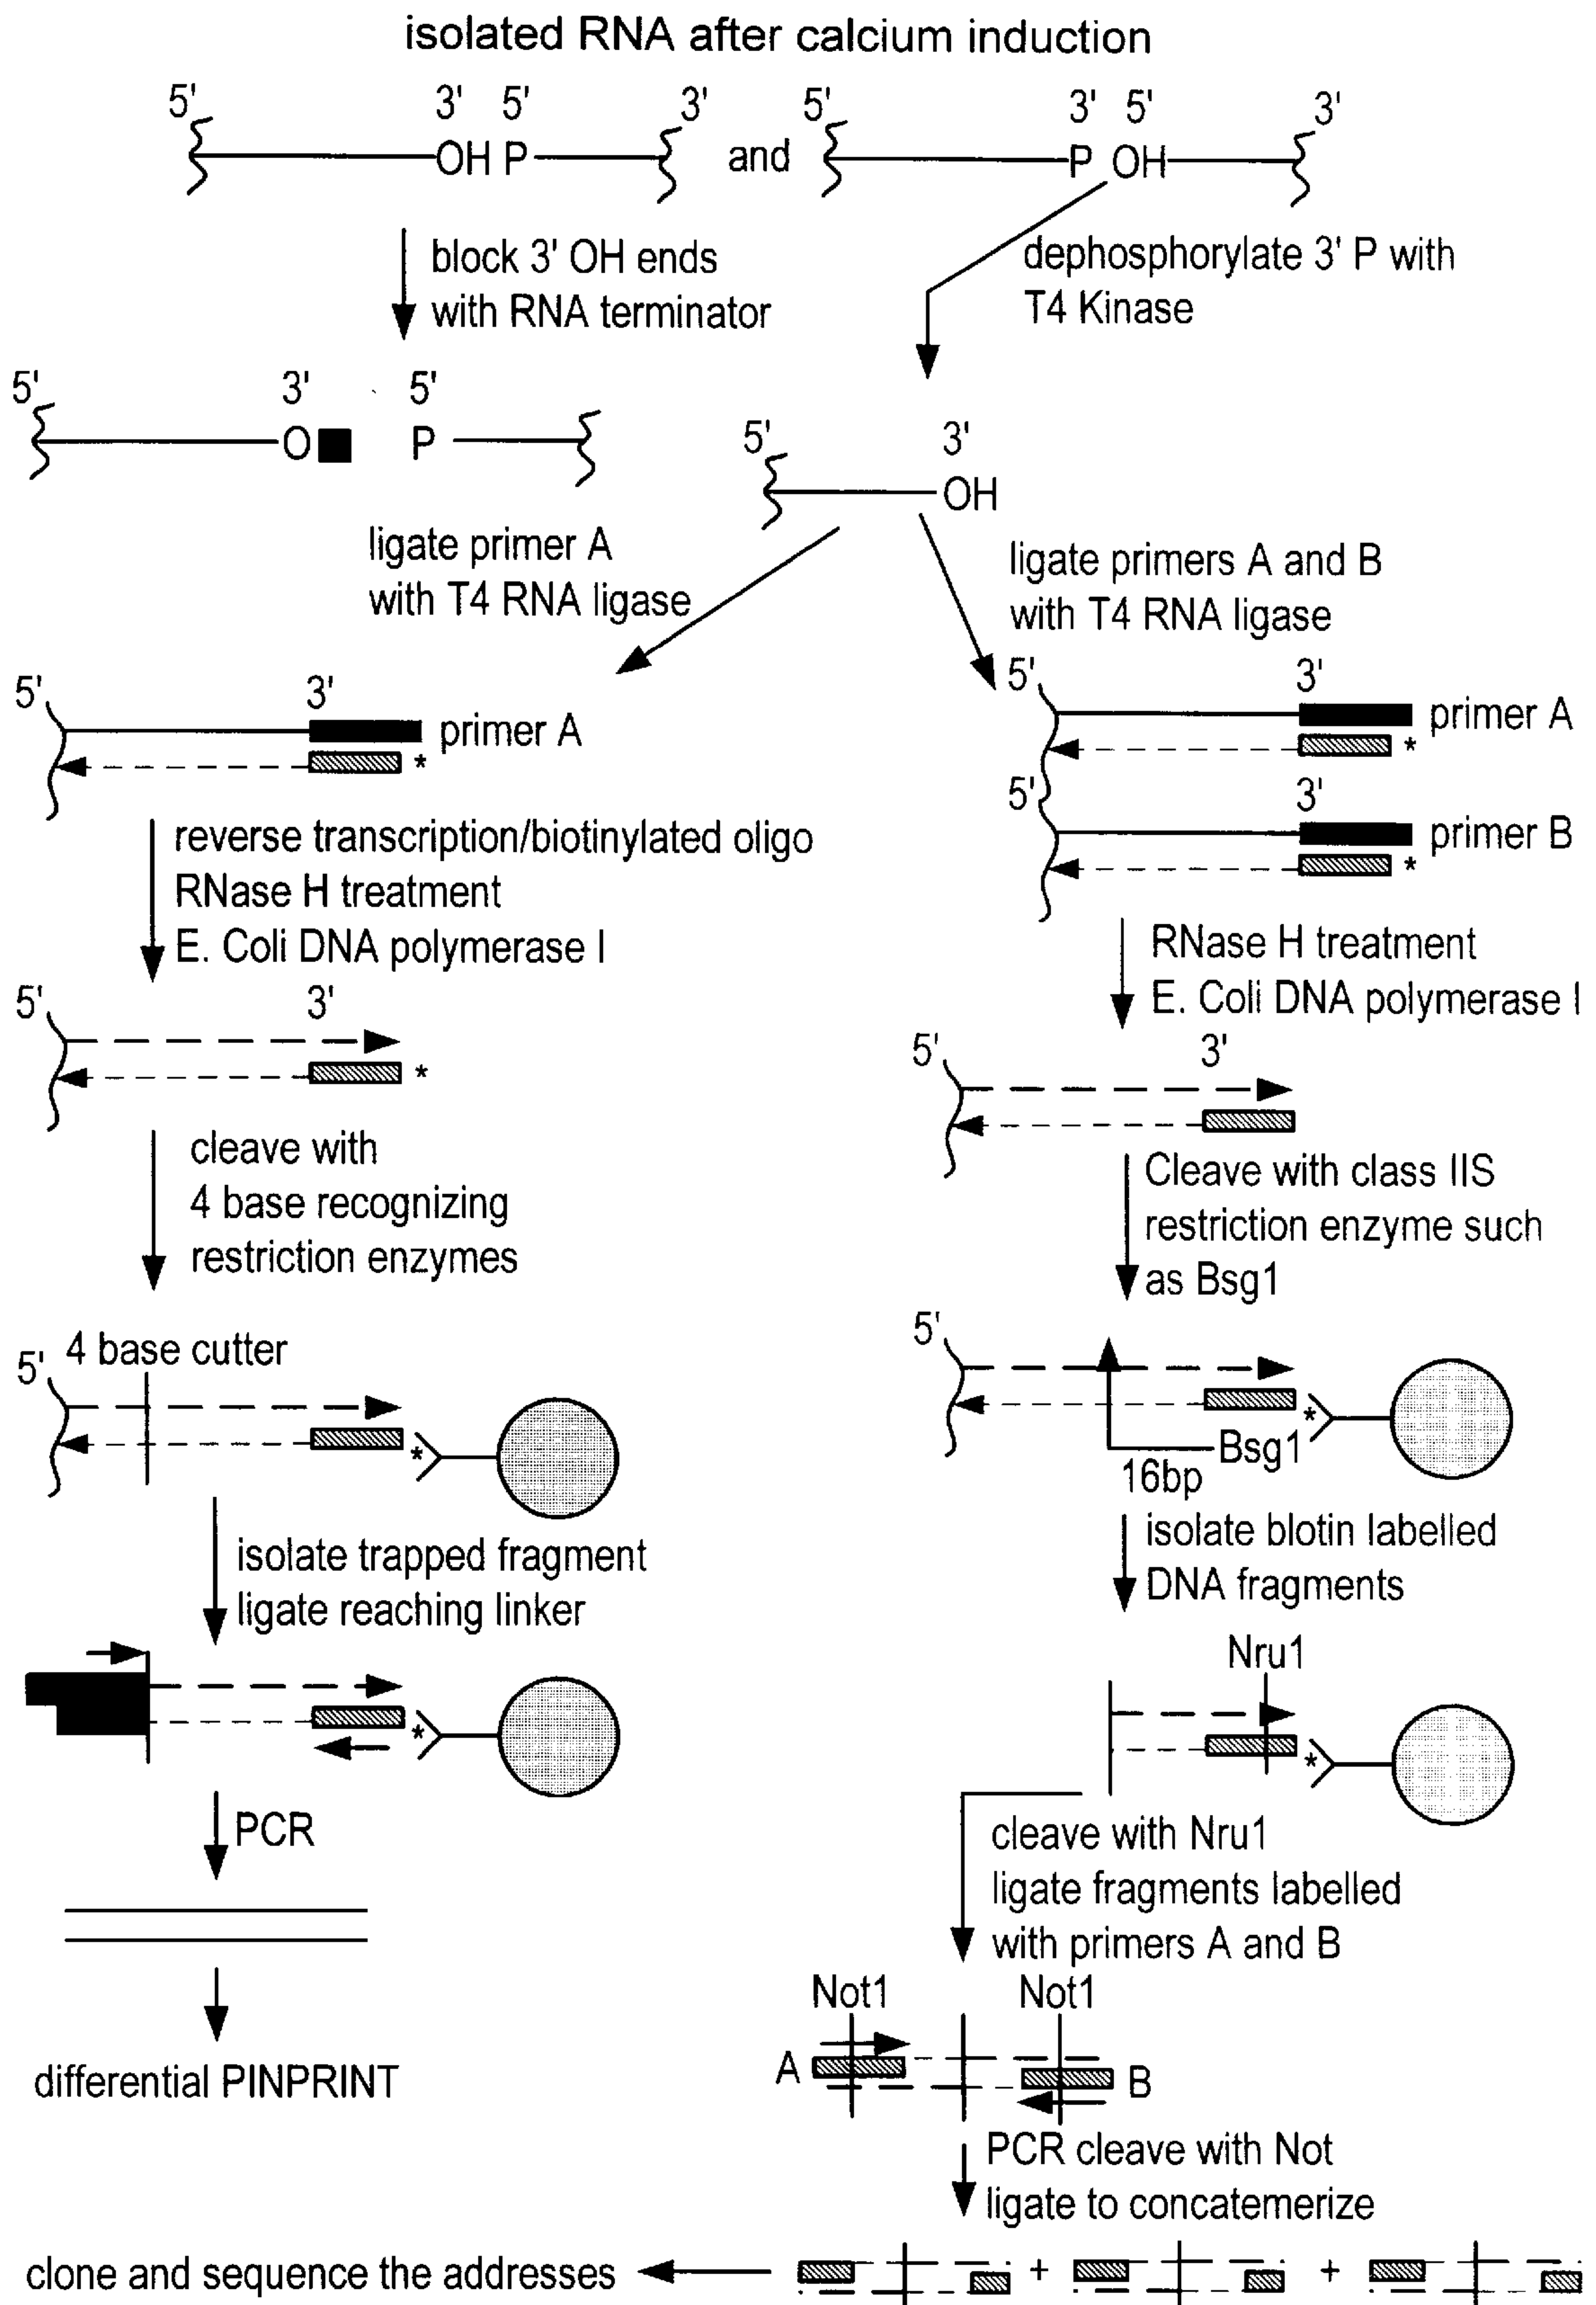 isolated RNA after calcium induction
5' 3' 5' 3' 5' 3' 5' 3'
OH P and P OH
block 3' OH ends
with RNA terminator
dephosphorylate 3' P with
T4 Kinase
5' 3' 5'
O P
5' 3'
OH
ligate primer A
with T4 RNA ligase
ligate primers A and B
with T4 RNA ligase
5' 3'
primer A
*
5' 3'
primer A
*
5' 3'
primer B
*
reverse transcription/biotinylated oligo
RNase H treatment
E. Coli DNA polymerase I
RNase H treatment
E. Coli DNA polymerase I
5' 3'
*
5' 3'
cleave with
4 base recognizing
restriction enzymes
Cleave with class IIS
restriction enzyme such
as Bsg1
5' 4 base cutter
*
5'
*
Bsg1
16bp
isolate trapped fragment
ligate reaching linker
isolate blotin labelled
DNA fragments
*
Nru1
*
PCR
cleave with Nru1
ligate fragments labelled
with primers A and B
differential PINPRINT
Not1 Not1
A B
PCR cleave with Not
ligate to concatemerize
clone and sequence the addresses + +